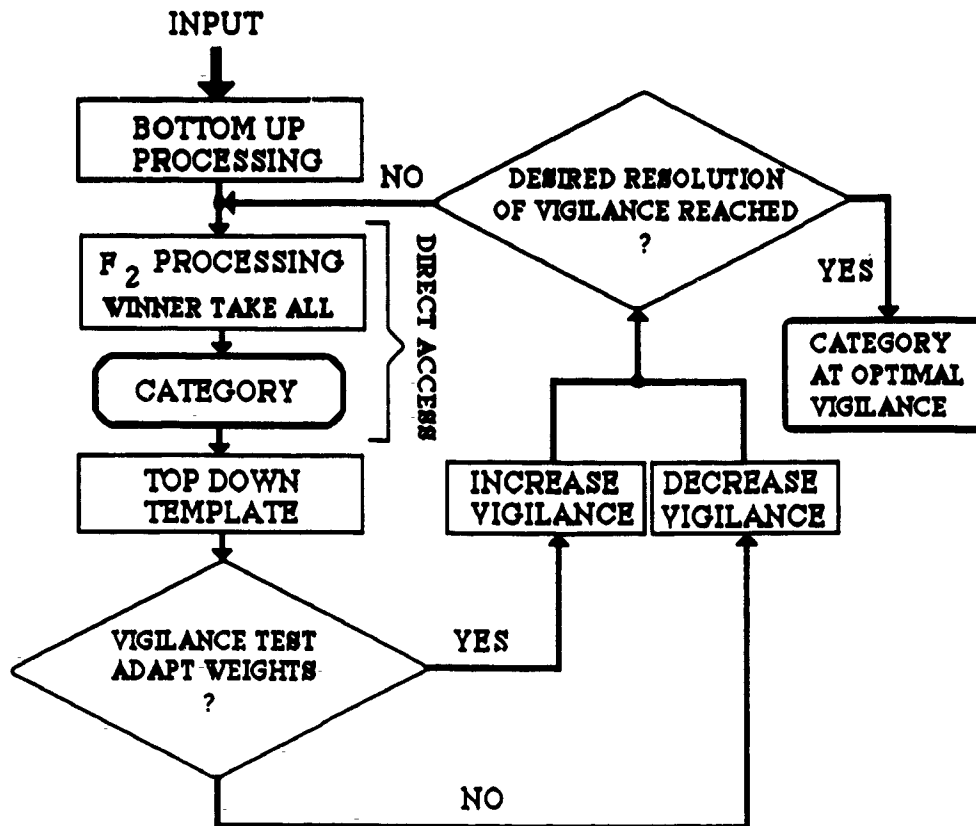 INPUT
BOTTOM UP
PROCESSING
NO
DESIRED RESOLUTION
OF VIGILANCE REACHED
?
YES
F2 PROCESSING
WINNER TAKE ALL
DIRECT ACCESS
CATEGORY
AT OPTIMAL
VIGILANCE
CATEGORY
TOP DOWN
TEMPLATE
INCREASE
VIGILANCE
DECREASE
VIGILANCE
VIGILANCE TEST
ADAPT WEIGHTS
?
YES
NO